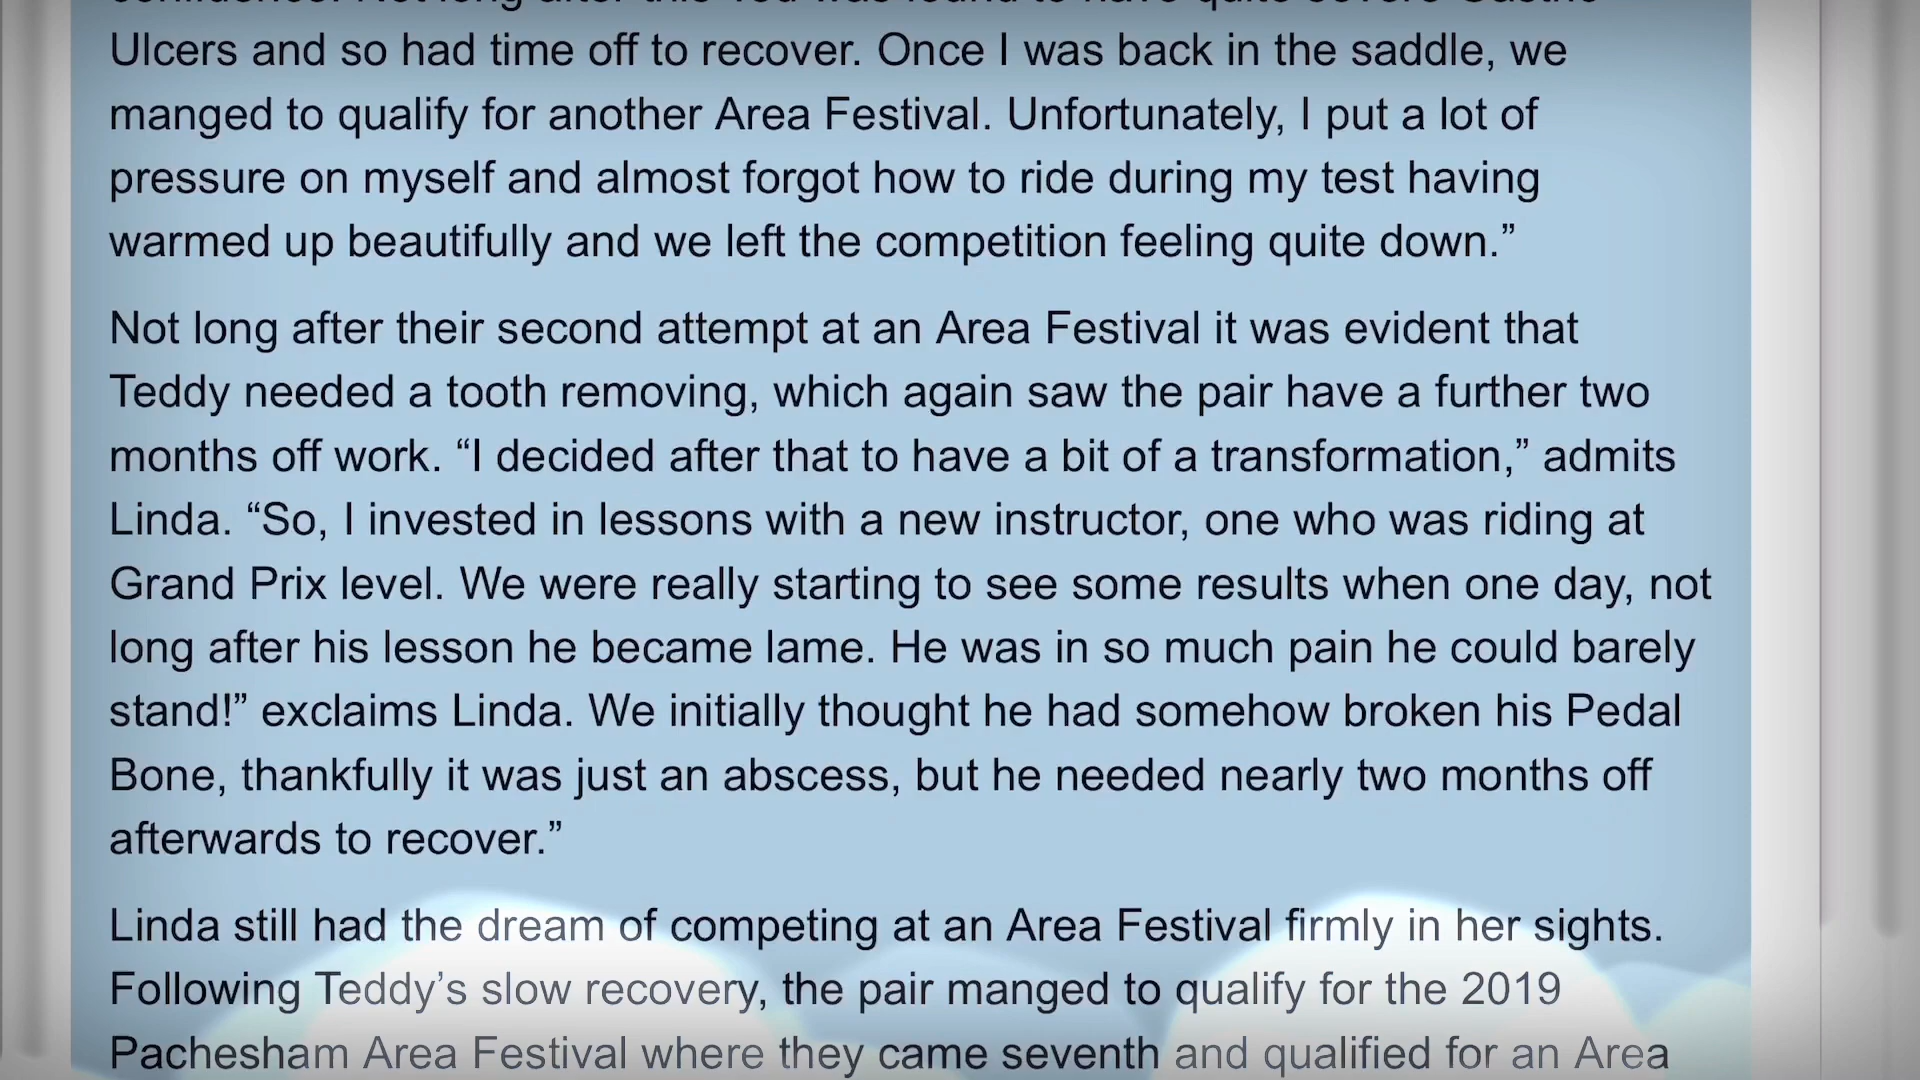 Ulcers and so had time off to recover. Once I was back in the saddle, we
manged to qualify for another Area Festival. Unfortunately, I put a lot of
pressure on myself and almost forgot how to ride during my test having
warmed up beautifully and we left the competition feeling quite down.”
Not long after their second attempt at an Area Festival it was evident that
Teddy needed a tooth removing, which again saw the pair have a further two
months off work. “I decided after that to have a bit of a transformation,” admits
Linda. “So, I invested in lessons with a new instructor, one who was riding at
Grand Prix level. We were really starting to see some results when one day, not
long after his lesson he became lame. He was in so much pain he could barely
stand!” exclaims Linda. We initially thought he had somehow broken his Pedal
Bone, thankfully it was just an abscess, but he needed nearly two months off
afterwards to recover.”
Linda still had the dream of competing at an Area Festival firmly in her sights.
Following Teddy’s slow recovery, the pair manged to qualify for the 2019
Pachesham Area Festival where they came seventh and qualified for an Area